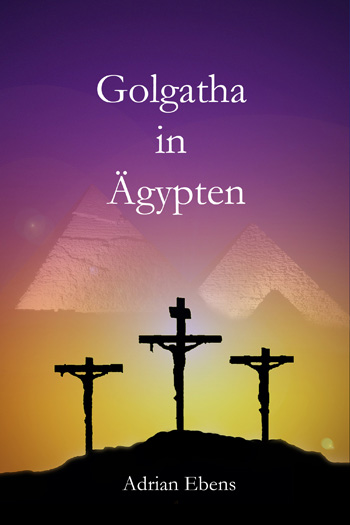 Golgatha
in
Ägypten
Adrian Ebens